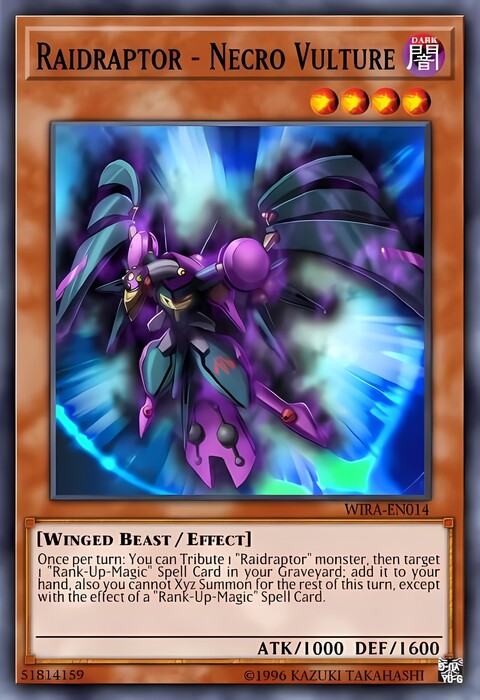 RAIDRAPTOR - NECRO VULTURE
DARK
闇
WIRA-EN014
[WINGED BEAST / EFFECT]
Once per turn: You can Tribute 1 "Raidraptor" monster, then target
1 "Rank-Up-Magic" Spell Card in your Graveyard; add it to your
hand, also you cannot Xyz Summon for the rest of this turn, except
with the effect of a "Rank-Up-Magic" Spell Card.
ATK/1000 DEF/1600
51814159
©1996 KAZUKI TAKAHASHI